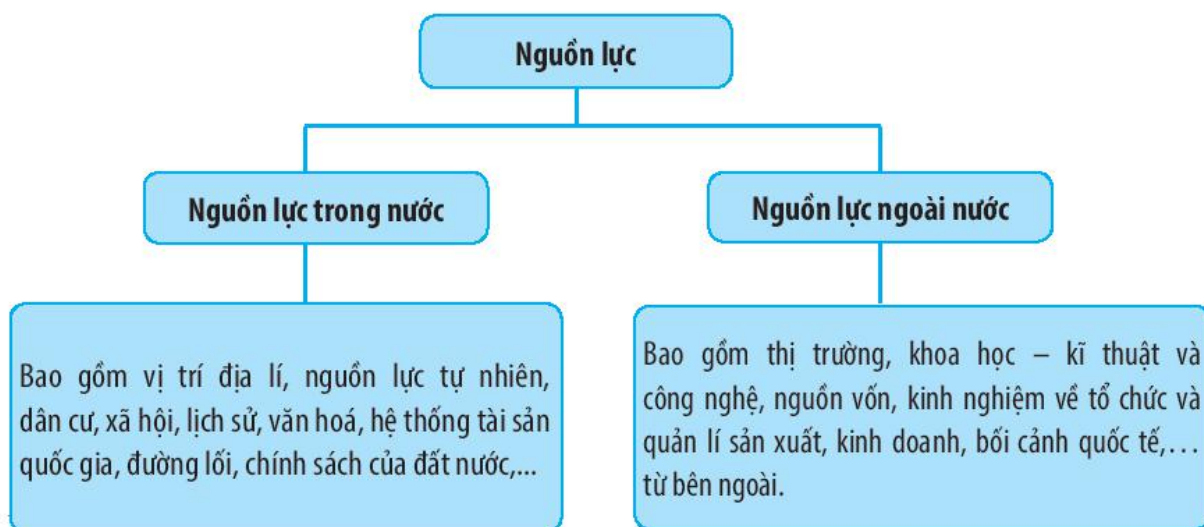 Nguồn lực
Nguồn lực trong nước
Nguồn lực ngoài nước
Bao gồm vị trí địa lí, nguồn lực tự nhiên,
dân cư, xã hội, lịch sử, văn hoá, hệ thống tài sản
quốc gia, đường lối, chính sách của đất nước,...
Bao gồm thị trường, khoa học – kĩ thuật và
công nghệ, nguồn vốn, kinh nghiệm về tổ chức và
quản lí sản xuất, kinh doanh, bối cảnh quốc tế,...
từ bên ngoài.